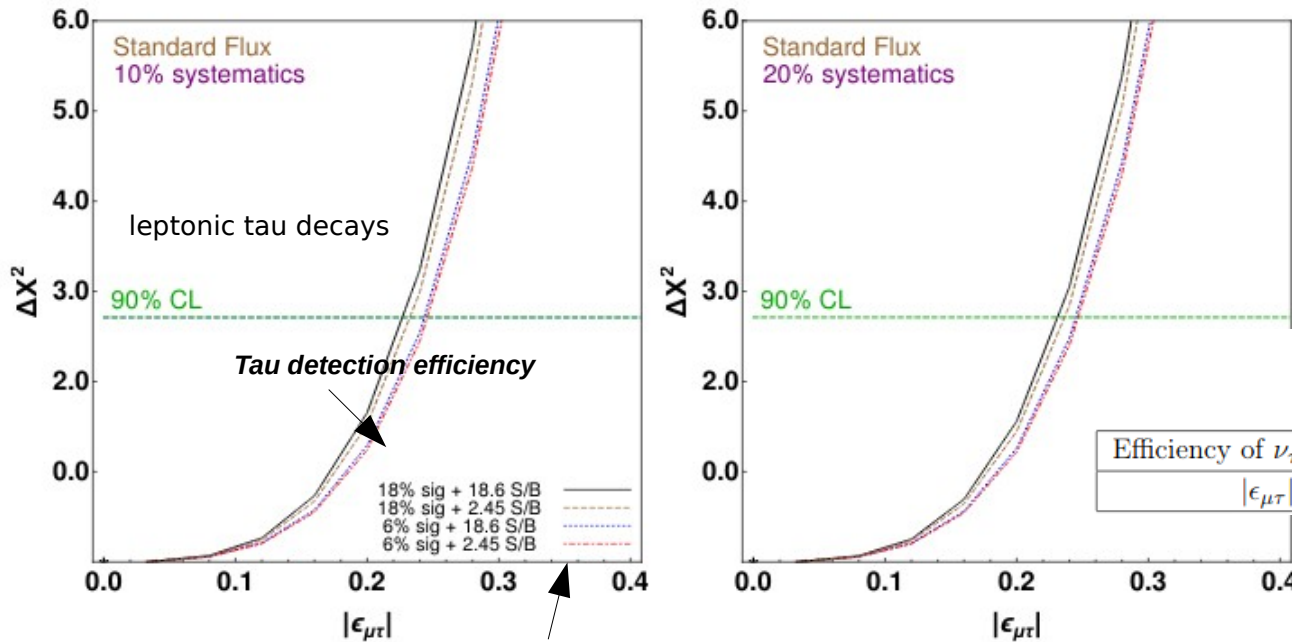 6.0
5.0
4.0
3.0
2.0
0.0
ΔX²
Standard Flux
10% systematics
leptonic tau decays
90% CL
Tau detection efficiency
18% sig + 18.6 S/B
18% sig + 2.45 S/B
6% sig + 18.6 S/B
6% sig + 2.45 S/B
0.0 0.1 0.2 0.3 0.4
|ϵμτ|
6.0
5.0
4.0
3.0
2.0
0.0
ΔX²
Standard Flux
20% systematics
90% CL
Efficiency of ν
|ϵμτ|
0.0 0.1 0.2 0.3 0.4
|ϵμτ|